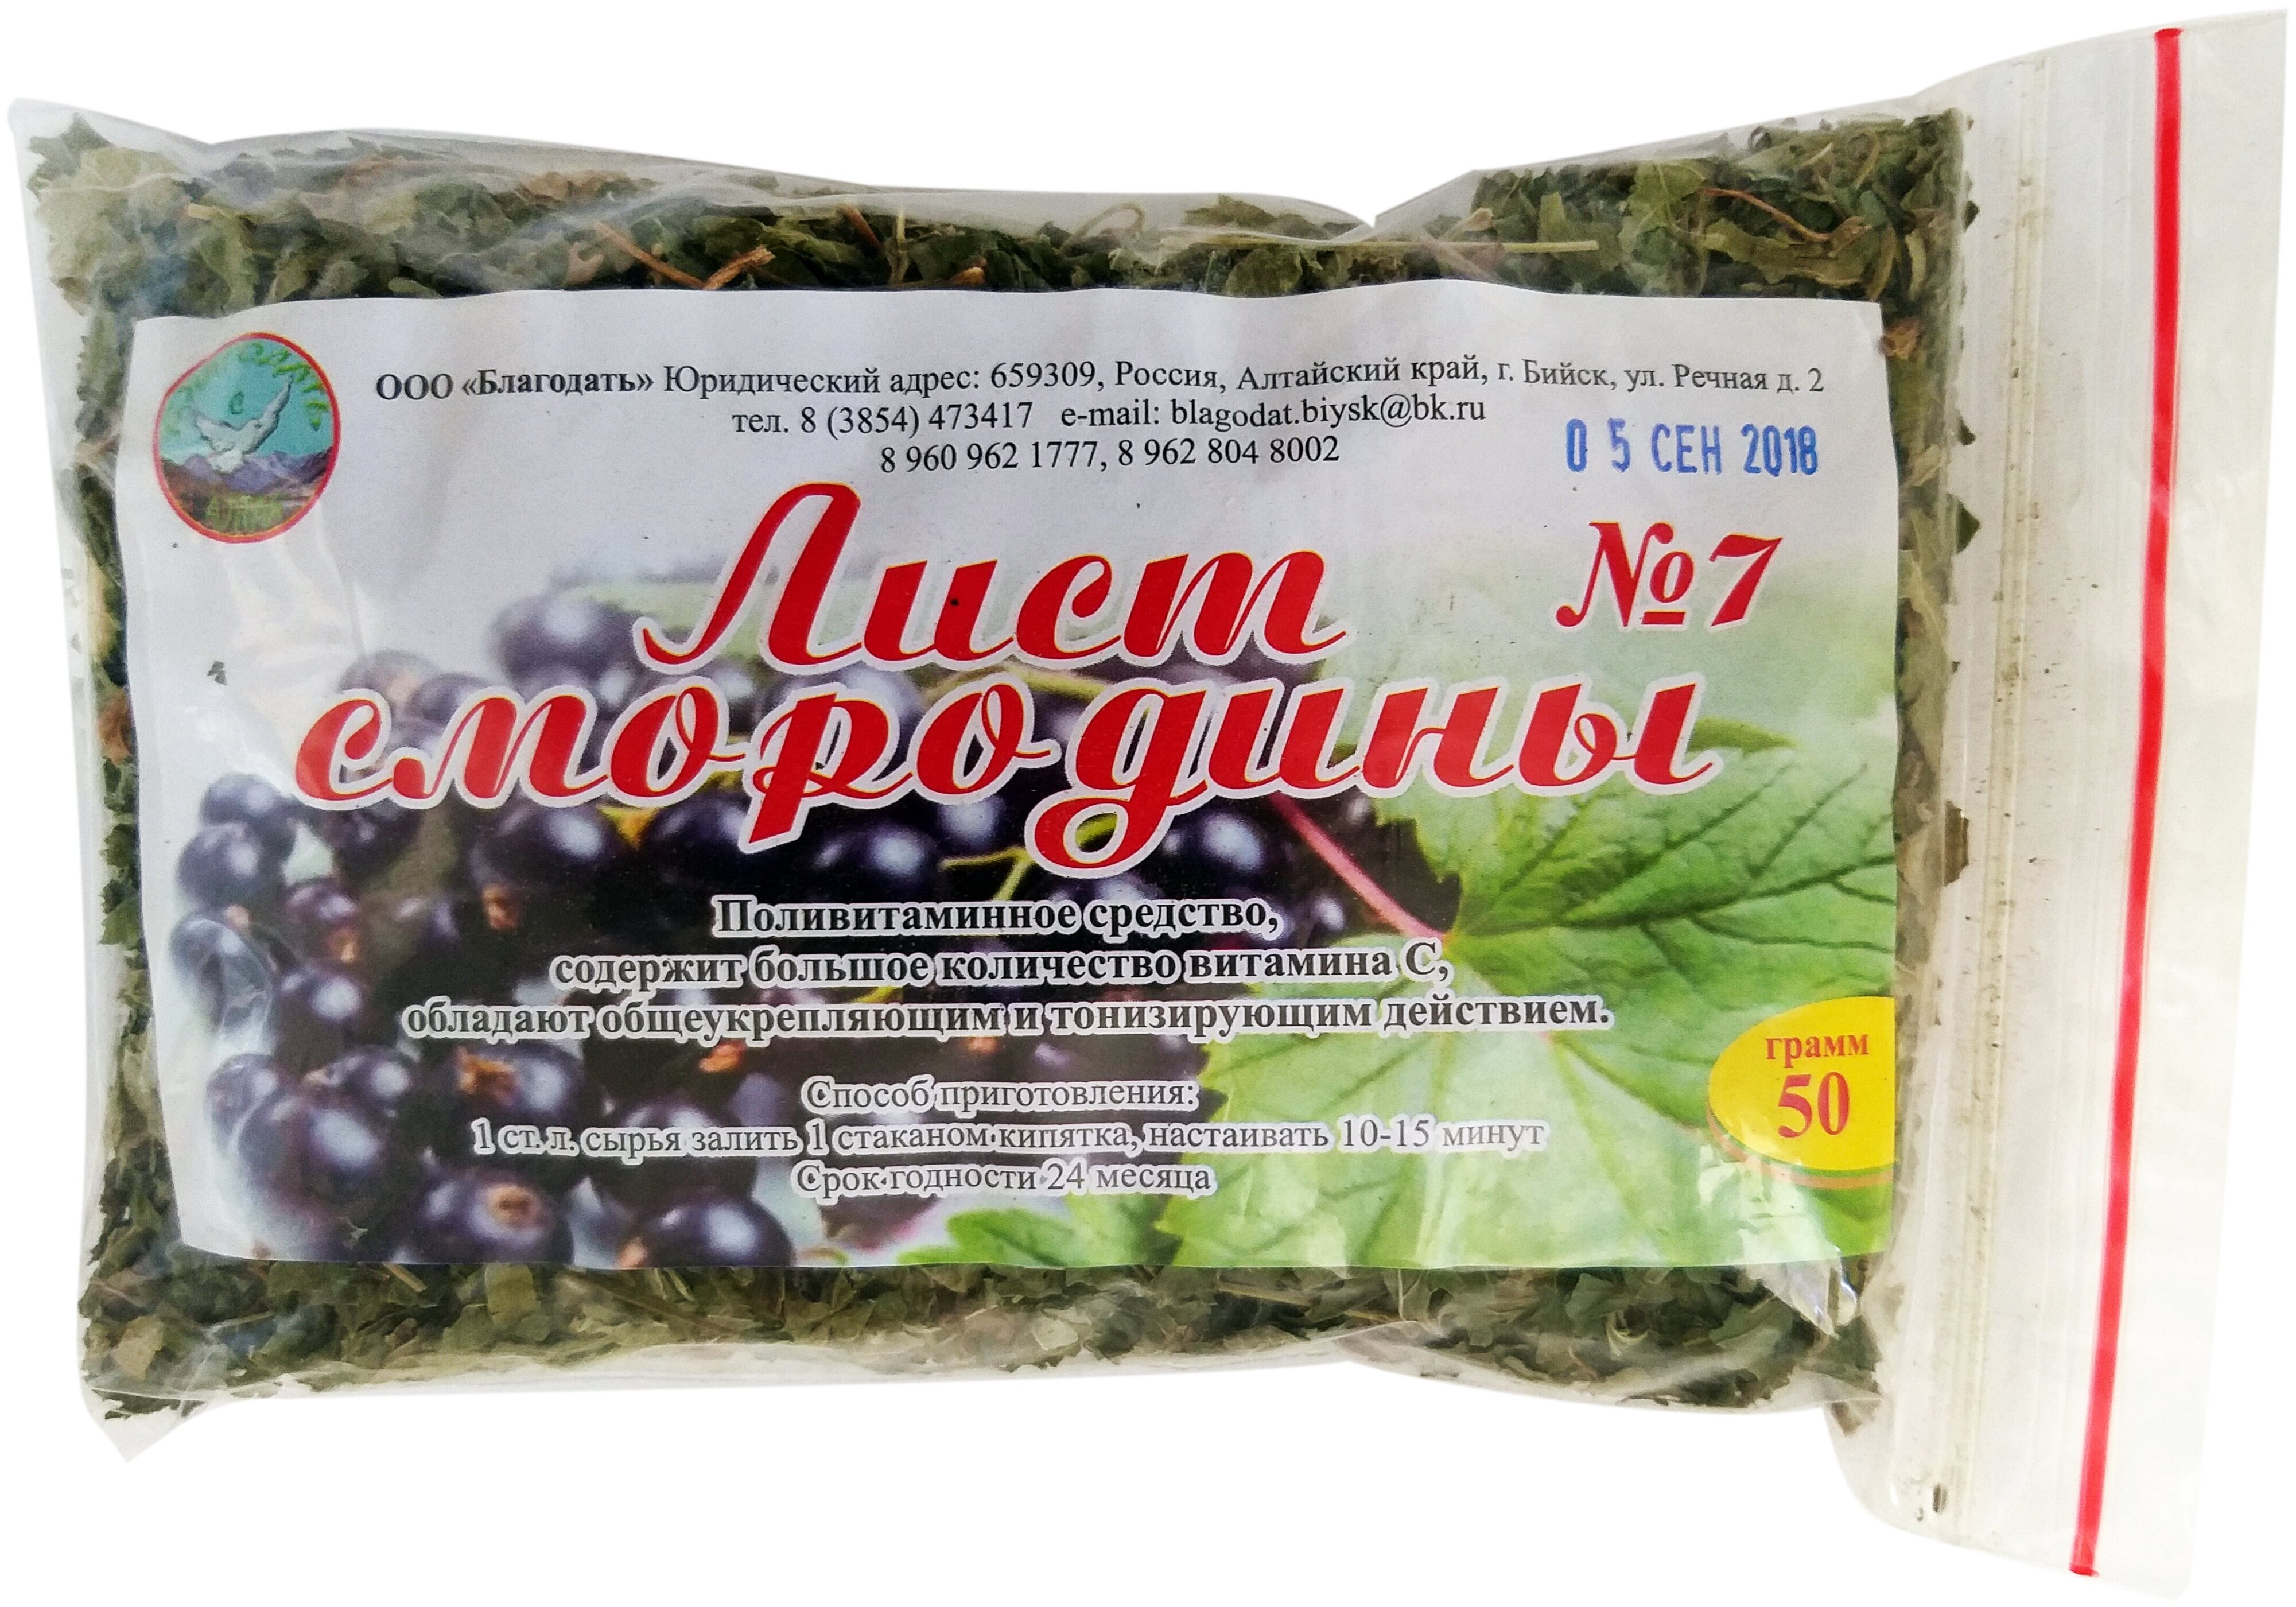 ООО «Благодать» Юридический адрес: 659309, Россия, Алтайский край, г. Бийск, ул. Речная д. 2
тел. 8 (3854) 473417 e-mail: blagodat.biysk@bk.ru
8 960 962 1777, 8 962 804 8002
05 СЕН 2018
Лист
№7
смородины
Поливитаминное средство,
содержит большое количество витамина С,
обладают общеукрепляющим и тонизирующим действием.
грамм
50
Способ приготовления:
1 ст. л. сырья залить 1 стаканом кипятка, настаивать 10-15 минут
Срок годности 24 месяца